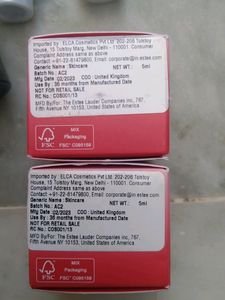 Imported by : ELCA Cosmetics Pvt Ltd. 202-206 Tolstoy
House, 15 Tolstoy Marg, New Delhi - 110001. Consumer
Complaint Address same as above
Contact :+91-22-61479800, Email: corporate@in.estee.com
Generic Name : Skincare NET WT.: 5ml
Batch No.: AC2
Mfg Date :02/2023 COO : United Kingdom
Use By : 36 months from Manufactured Date
NOT FOR RETAIL SALE
RC No.: COS001/13
MFD By/For: The Estee Lauder Companies inc, 767,
Fifth Avenue NY 10153, United States
FSC
MIX
Packaging
FSC® C095159
Imported by : ELCA Cosmetics Pvt Ltd. 202-206 Tolstoy
House, 15 Tolstoy Marg, New Delhi - 110001. Consumer
Complaint Address same as above
Contact :+91-22-61479800, Email: corporate@in.estee.com
Generic Name : Skincare NET WT.: 5ml
Batch No.: AC2
Mfg Date :02/2023 COO : United Kingdom
Use By : 36 months from Manufactured Date
NOT FOR RETAIL SALE
RC No.: COS001/13
MFD By/For: The Estee Lauder Companies inc, 767,
Fifth Avenue NY 10153, United States
FSC
MIX
Packaging
FSC® C095159